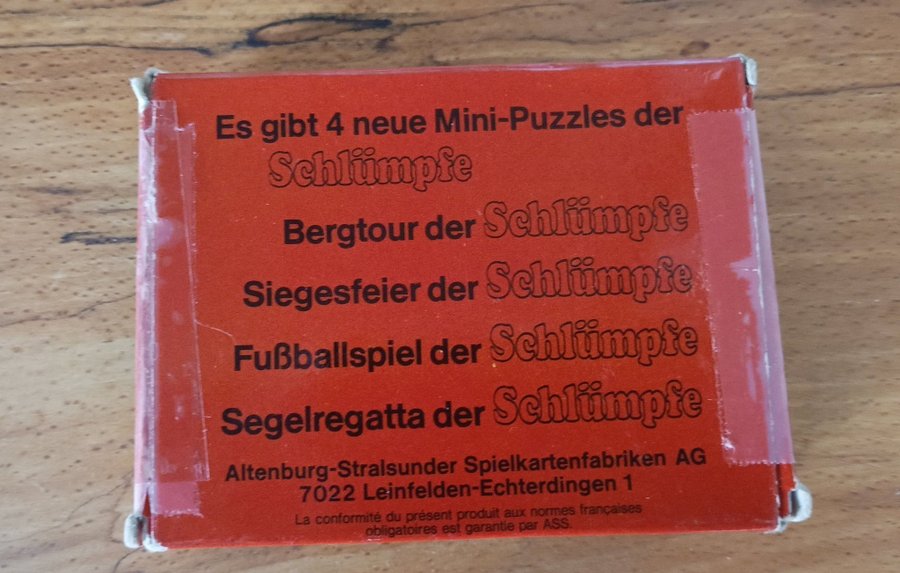 Es gibt 4 neue Mini-Puzzles der
Schlümpfe
Bergtour der Schlümpfe
Siegesfeier der Schlümpfe
Fußballspiel der Schlümpfe
Segelregatta der Schlümpfe
Altenburg-Stralsunder Spielkartenfabriken AG
7022 Leinfelden-Echterdingen 1
La conformité du présent produit aux normes françaises
obligatoires est garantie par ASS.